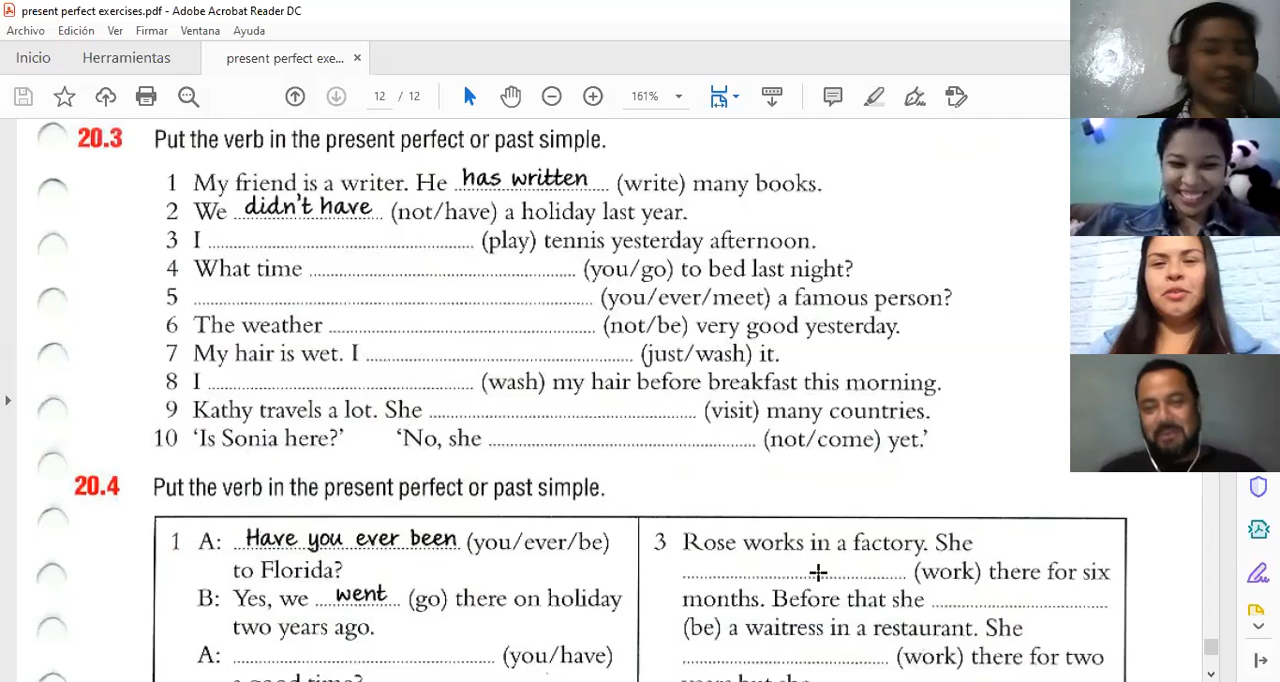 present perfect exercises.pdf - Adobe Acrobat Reader DC
Archivo Edición Ver Firmar Ventana Ayuda
Inicio Herramientas present perfect exe... ×
12 / 12 161%
20.3 Put the verb in the present perfect or past simple.
1 My friend is a writer. He has written (write) many books.
2 We didn't have (not/have) a holiday last year.
3 I ........................ (play) tennis yesterday afternoon.
4 What time ........................ (you/go) to bed last night?
5 ........................ (you/ever/meet) a famous person?
6 The weather ........................ (not/be) very good yesterday.
7 My hair is wet. I ........................ (just/wash) it.
8 I ........................ (wash) my hair before breakfast this morning.
9 Kathy travels a lot. She ........................ (visit) many countries.
10 'Is Sonia here?' 'No, she ........................ (not/come) yet.'
20.4 Put the verb in the present perfect or past simple.
1 A: Have you ever been (you/ever/be)
to Florida?
B: Yes, we went (go) there on holiday
two years ago.
A: ........................ (you/have)
3 Rose works in a factory. She
........................ (work) there for six
months. Before that she ........................
(be) a waitress in a restaurant. She
........................ (work) there for two